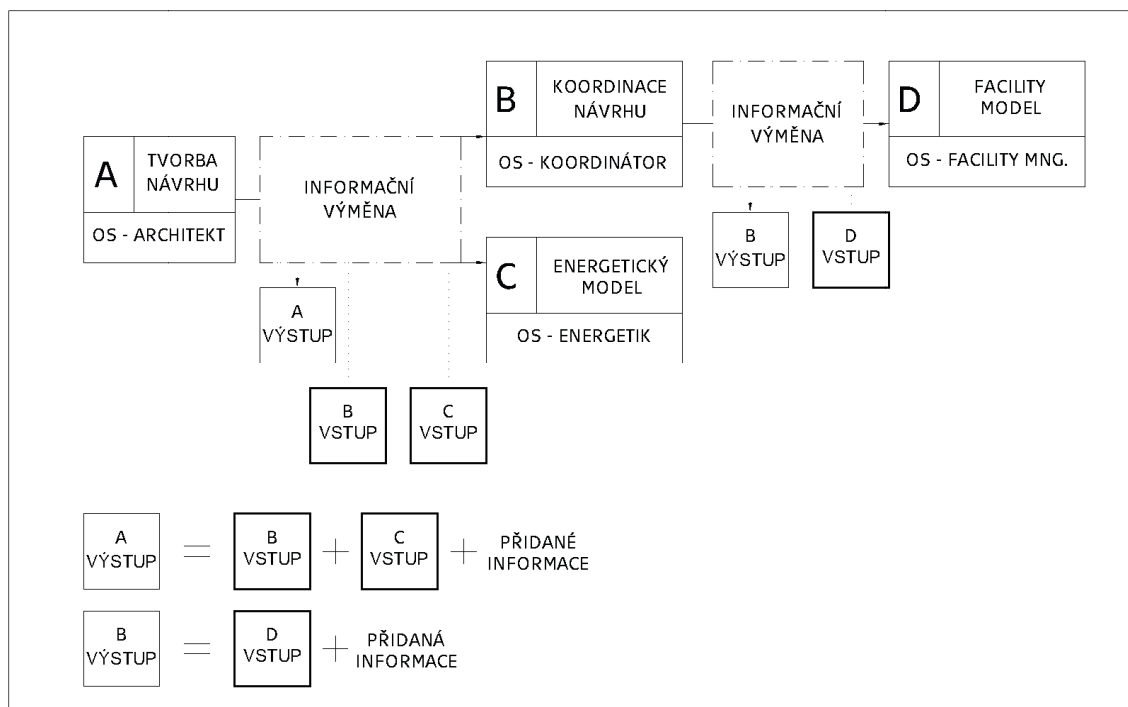 A
TVORBA
NÁVRHU
OS - ARCHITEKT
INFORMAČNÍ
VÝMĚNA
B
KOORDINACE
NÁVRHU
OS - KOORDINÁTOR
INFORMAČNÍ
VÝMĚNA
D
FACILITY
MODEL
OS - FACILITY MNG.
C
ENERGETICKÝ
MODEL
OS - ENERGETIK
A
VÝSTUP
B
VSTUP
C
VSTUP
B
VÝSTUP
D
VSTUP
A
VÝSTUP
=
B
VSTUP
+
C
VSTUP
+
PŘIDANÉ
INFORMACE
B
VÝSTUP
=
D
VSTUP
+
PŘIDANÁ
INFORMACE